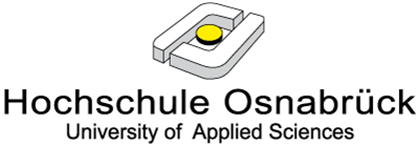 Hochschule Osnabrück
University of Applied Sciences